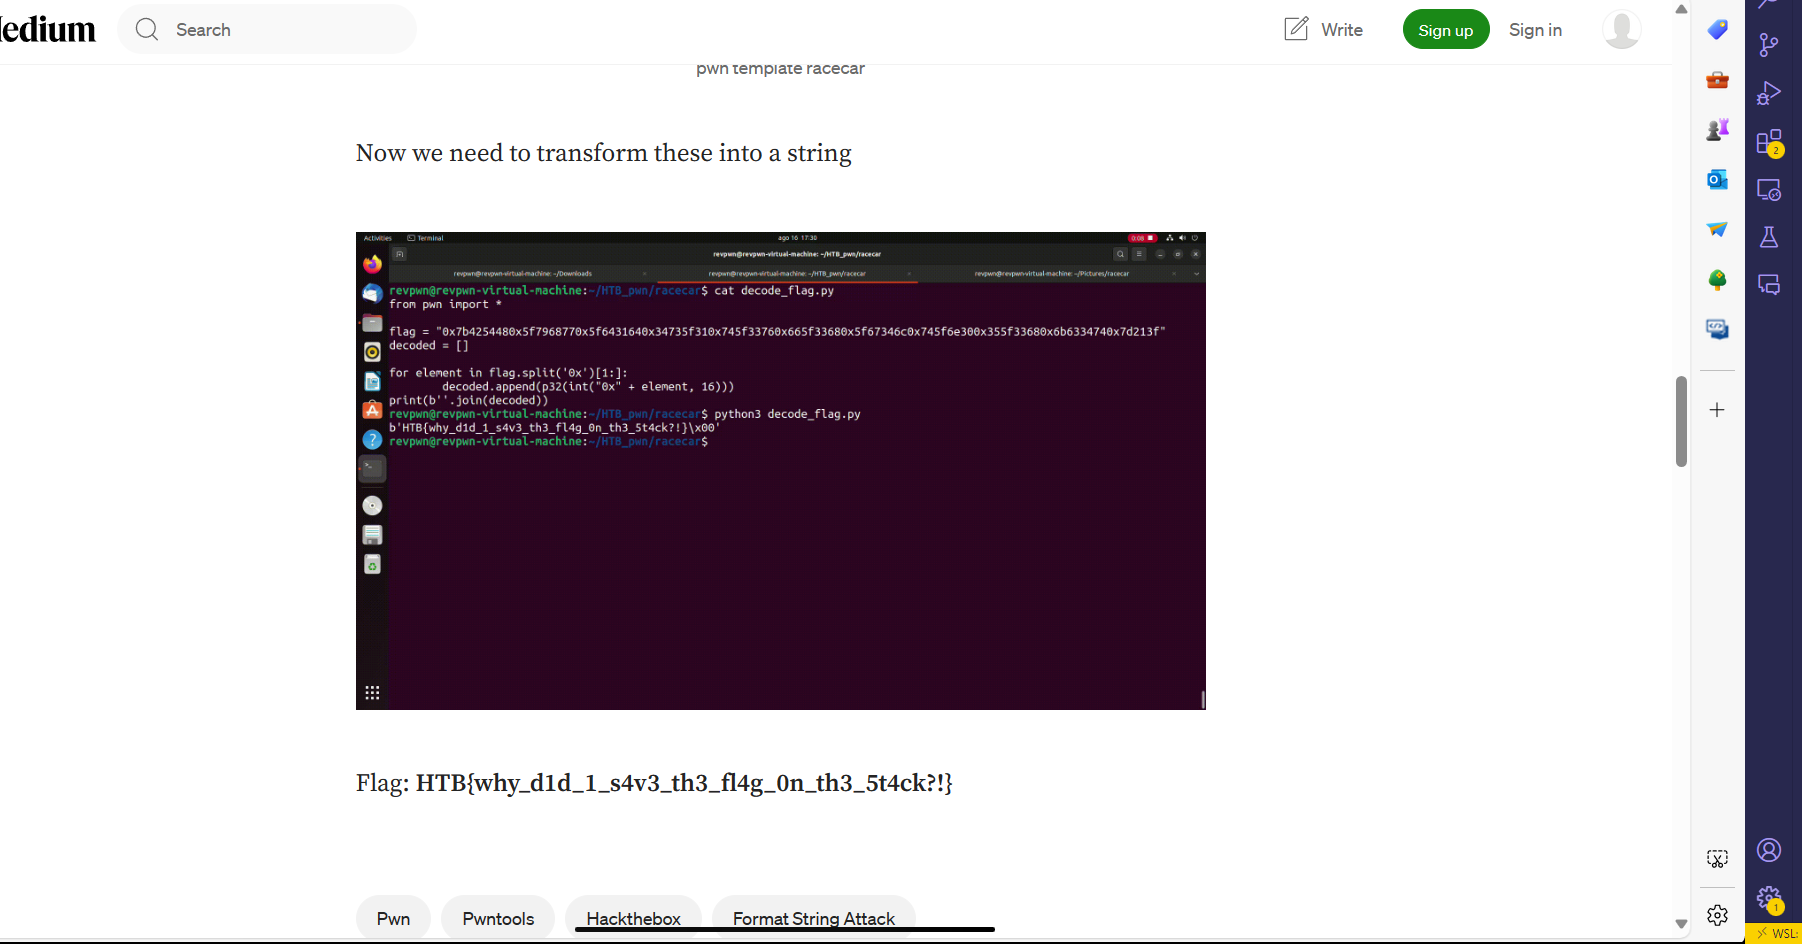 edium
Search
Write
Sign up
Sign in
pwn template racecar
Now we need to transform these into a string
Activities
Terminal
ago 16 17:30
0:08
revpwn@revpwn-virtual-machine: ~/HTB_pwn/racecar
revpwn@revpwn-virtual-machine: ~/Downloads
revpwn@revpwn-virtual-machine: ~/HTB_pwn/racecar
revpwn@revpwn-virtual-machine: ~/Pictures/racecar
revpwn@revpwn-virtual-machine:~/HTB_pwn/racecar$ cat decode_flag.py
from pwn import *
flag = "0x7b4254480x5f7968770x5f6431640x34735f310x745f33760x665f33680x5f67346c0x745f6e300x355f33680x6b6334740x7d213f"
decoded = []
for element in flag.split('0x')[1:]:
decoded.append(p32(int("0x" + element, 16)))
print(b''.join(decoded))
revpwn@revpwn-virtual-machine:~/HTB_pwn/racecar$ python3 decode_flag.py
b'HTB{why_d1d_1_s4v3_th3_fl4g_0n_th3_5t4ck?!}\x00'
revpwn@revpwn-virtual-machine:~/HTB_pwn/racecar$
Flag: HTB{why_d1d_1_s4v3_th3_fl4g_0n_th3_5t4ck?!}
Pwn
Pwntools
Hackthebox
Format String Attack
2
1
WSL: